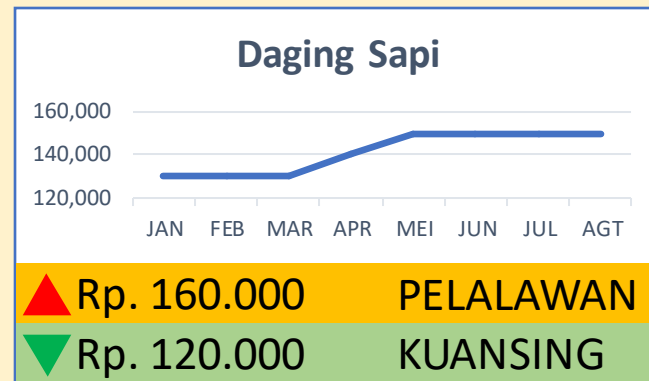 Daging Sapi
160,000
140,000
120,000
JAN FEB MAR APR MEI JUN JUL AGT
Rp. 160.000 PELALAWAN
Rp. 120.000 KUANSING